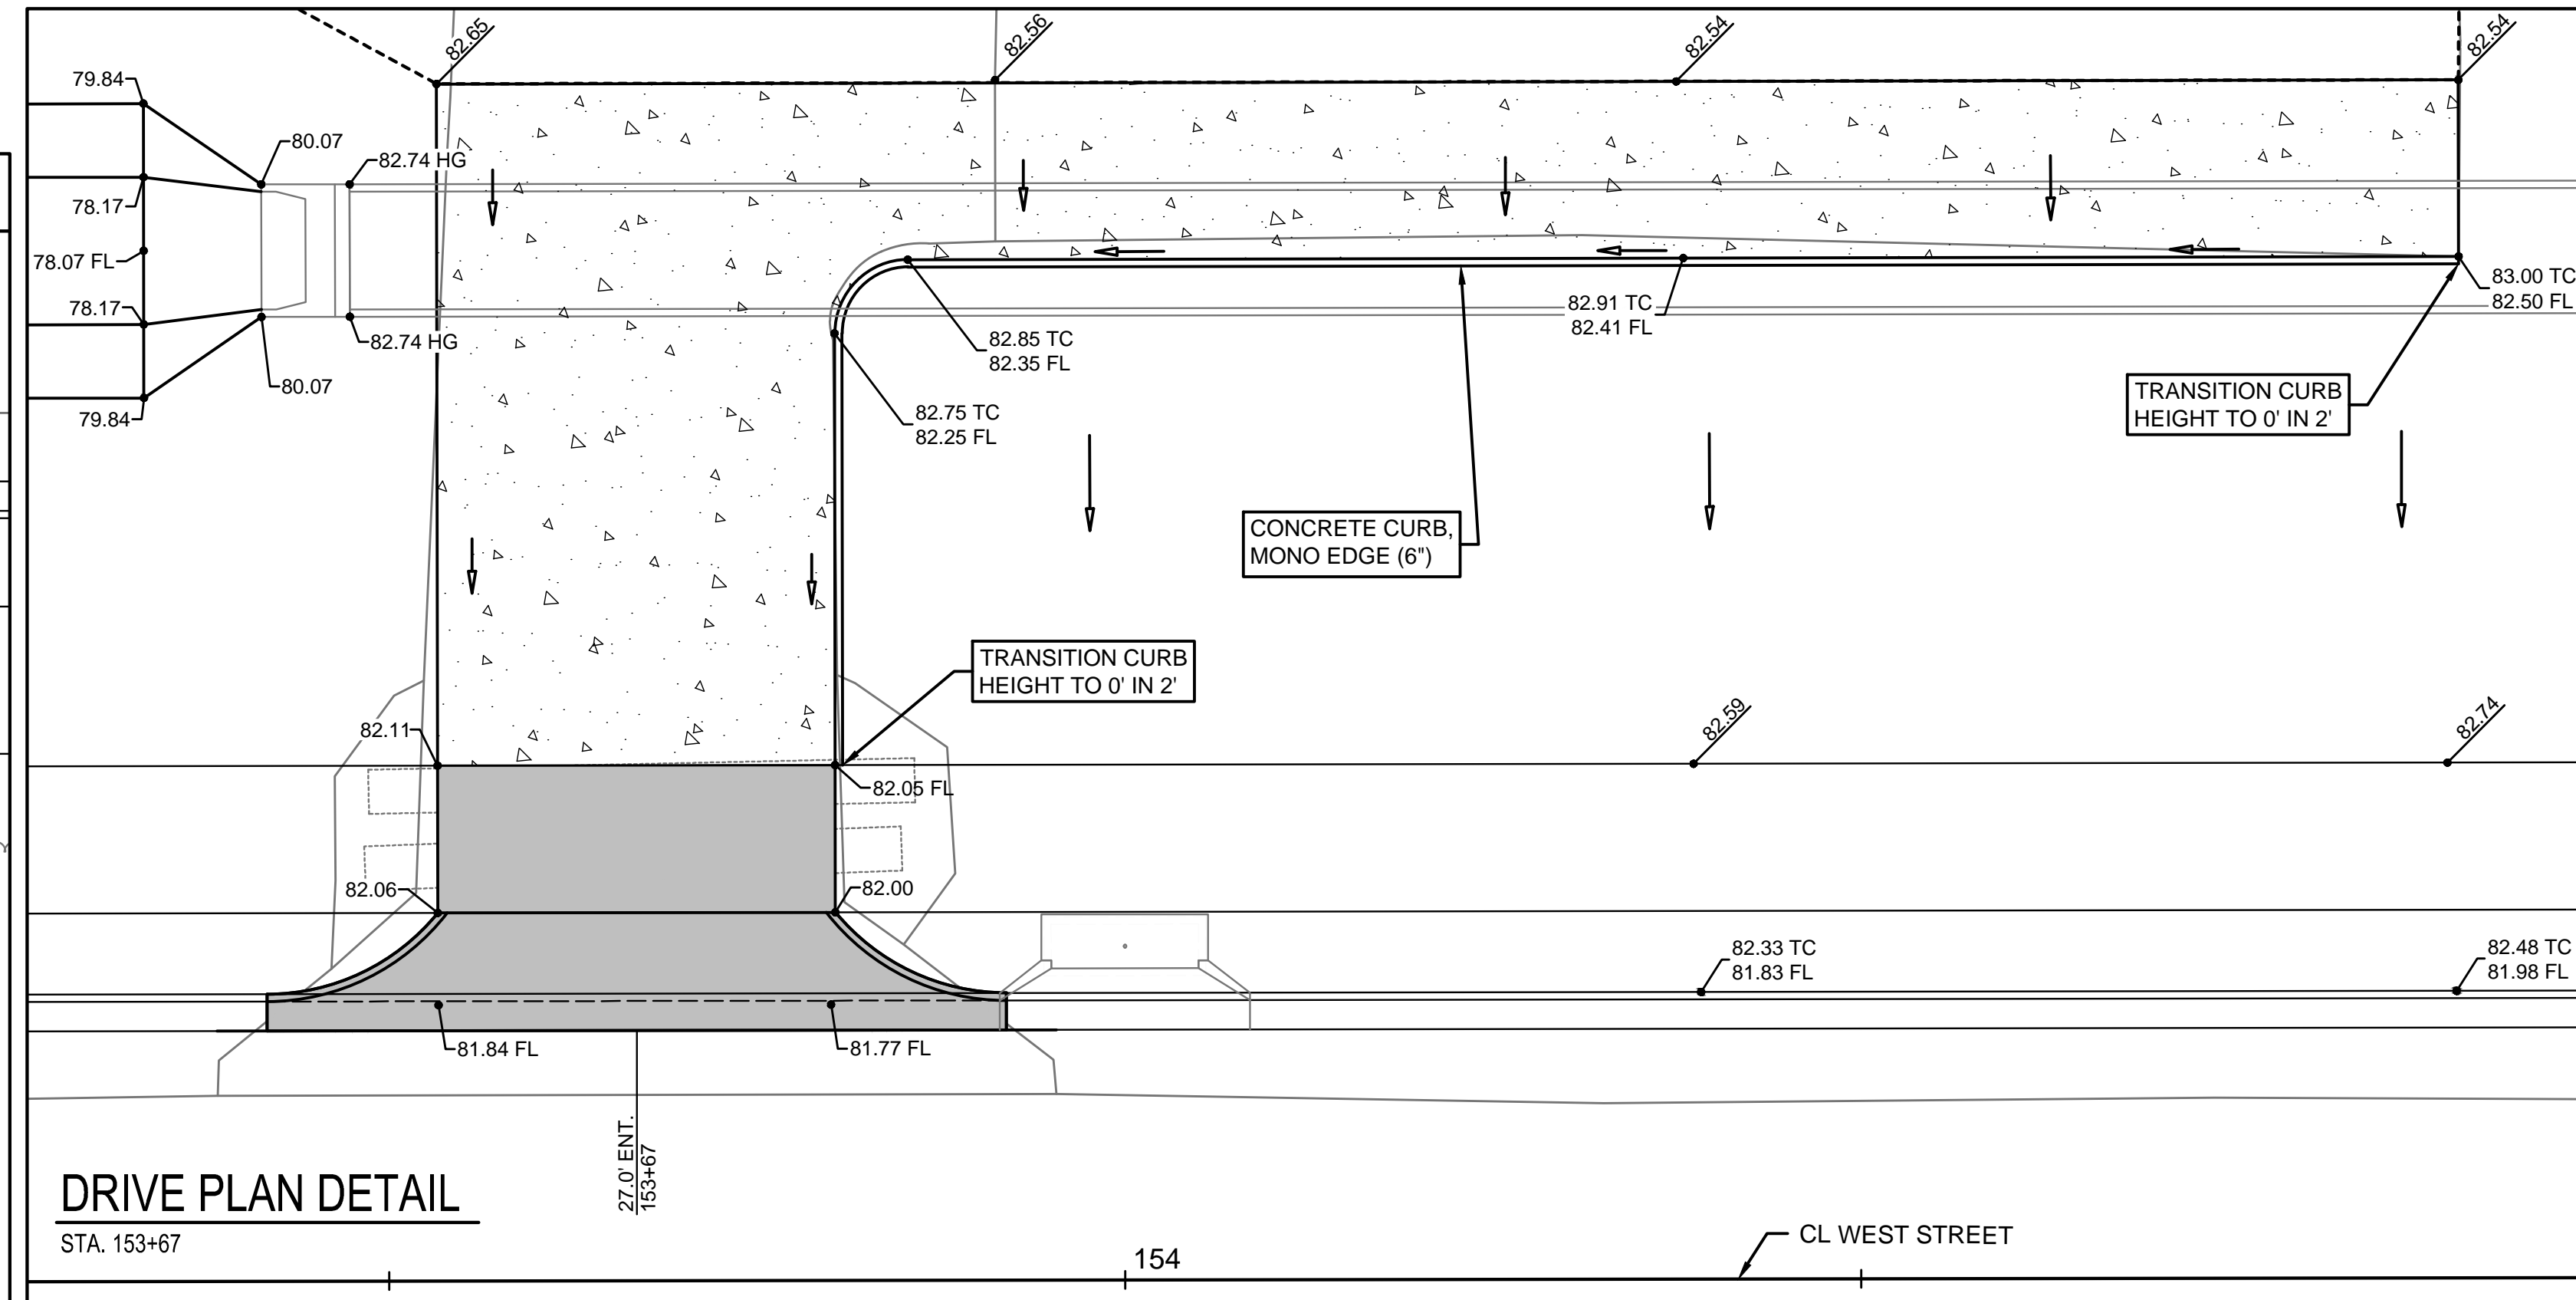 82.65
82.56
82.54
82.54
79.84
80.07
82.74 HG
78.17
78.07 FL
78.17
82.74 HG
80.07
79.84
83.00 TC
82.50 FL
82.91 TC
82.41 FL
82.85 TC
82.35 FL
82.75 TC
82.25 FL
TRANSITION CURB
HEIGHT TO 0' IN 2'
CONCRETE CURB,
MONO EDGE (6")
TRANSITION CURB
HEIGHT TO 0' IN 2'
82.11
82.05 FL
82.59
82.74
82.06
82.00
82.33 TC
81.83 FL
82.48 TC
81.98 FL
81.84 FL
81.77 FL
27.0' ENT.
153+67
DRIVE PLAN DETAIL
STA. 153+67
154
CL WEST STREET